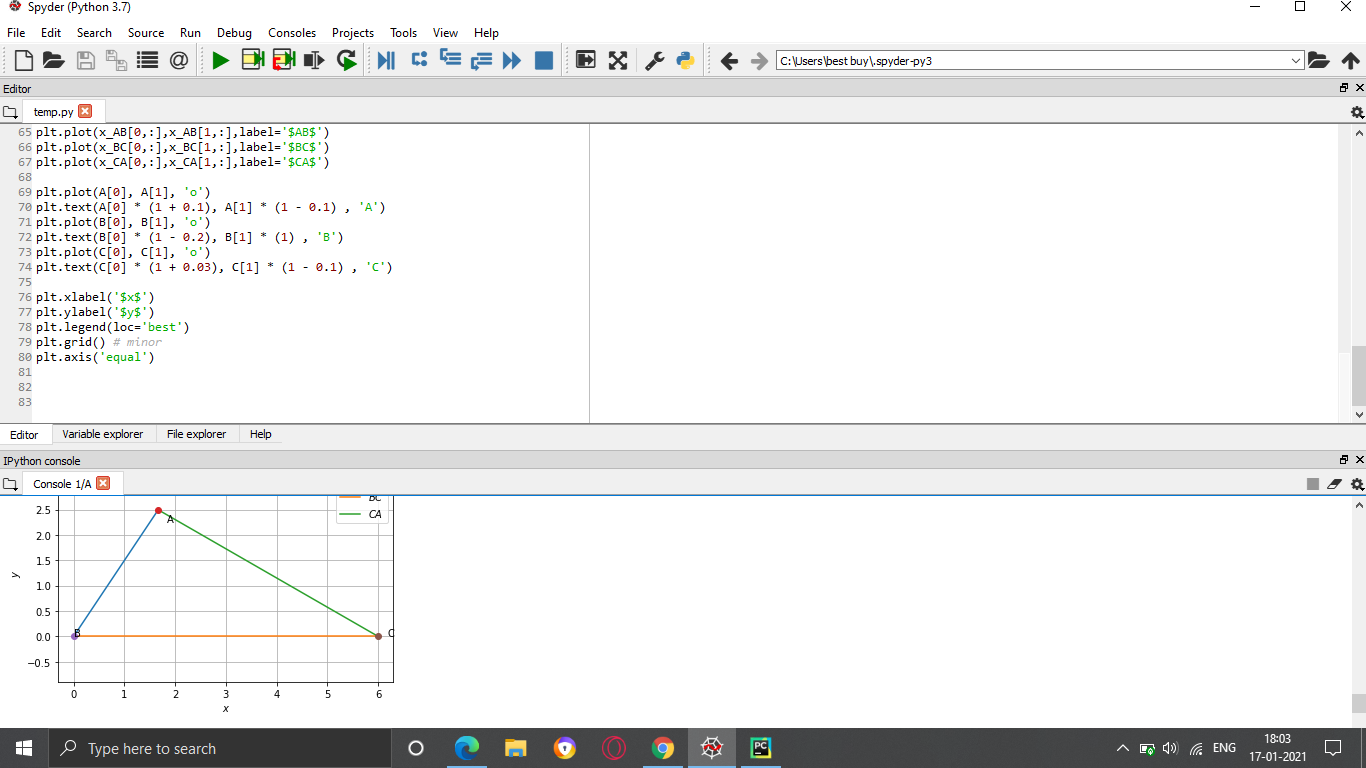 Spyder (Python 3.7)
File Edit Search Source Run Debug Consoles Projects Tools View Help
C:\Users\best buy\.spyder-py3
Editor
temp.py
65 plt.plot(x_AB[0,:],x_AB[1,:],label='$AB$')
66 plt.plot(x_BC[0,:],x_BC[1,:],label='$BC$')
67 plt.plot(x_CA[0,:],x_CA[1,:],label='$CA$')
68
69 plt.plot(A[0], A[1], 'o')
70 plt.text(A[0] * (1 + 0.1), A[1] * (1 - 0.1) , 'A')
71 plt.plot(B[0], B[1], 'o')
72 plt.text(B[0] * (1 - 0.2), B[1] * (1) , 'B')
73 plt.plot(C[0], C[1], 'o')
74 plt.text(C[0] * (1 + 0.03), C[1] * (1 - 0.1) , 'C')
75
76 plt.xlabel('$x$')
77 plt.ylabel('$y$')
78 plt.legend(loc='best')
79 plt.grid() # minor
80 plt.axis('equal')
81
82
83
Editor Variable explorer File explorer Help
IPython console
Console 1/A
BC
CA
2.5
A
2.0
1.5
y
1.0
0.5
0.0
B
C
−0.5
0 1 2 3 4 5 6
x
Type here to search
PC
ENG
18:03
17-01-2021